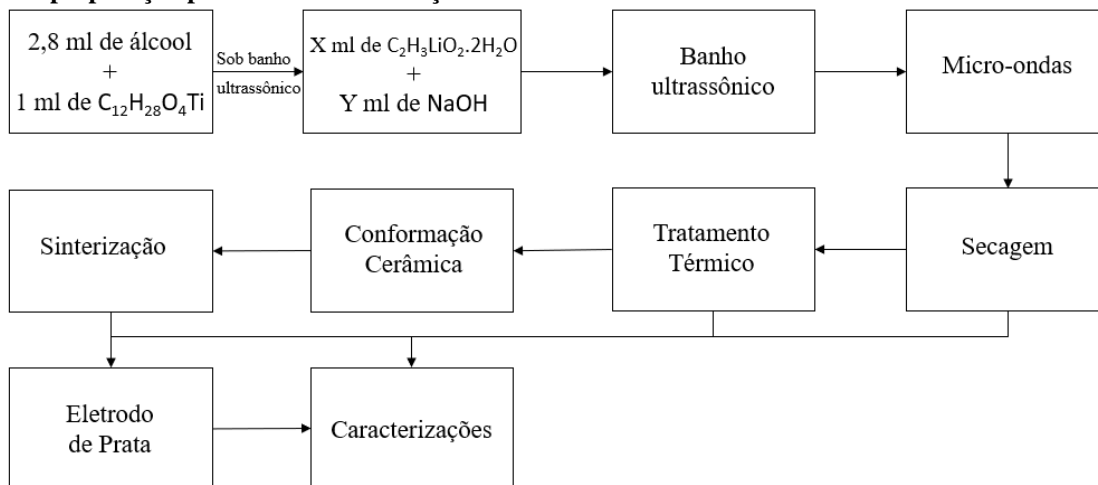 2,8 ml de álcool
+
1 ml de C₁₂H₂₈O₄Ti
Sob banho
ultrassônico
X ml de C₂H₃LiO₂.2H₂O
+
Y ml de NaOH
Banho
ultrassônico
Micro-ondas
Sinterização
Conformação
Cerâmica
Tratamento
Térmico
Secagem
Eletrodo
de Prata
Caracterizações